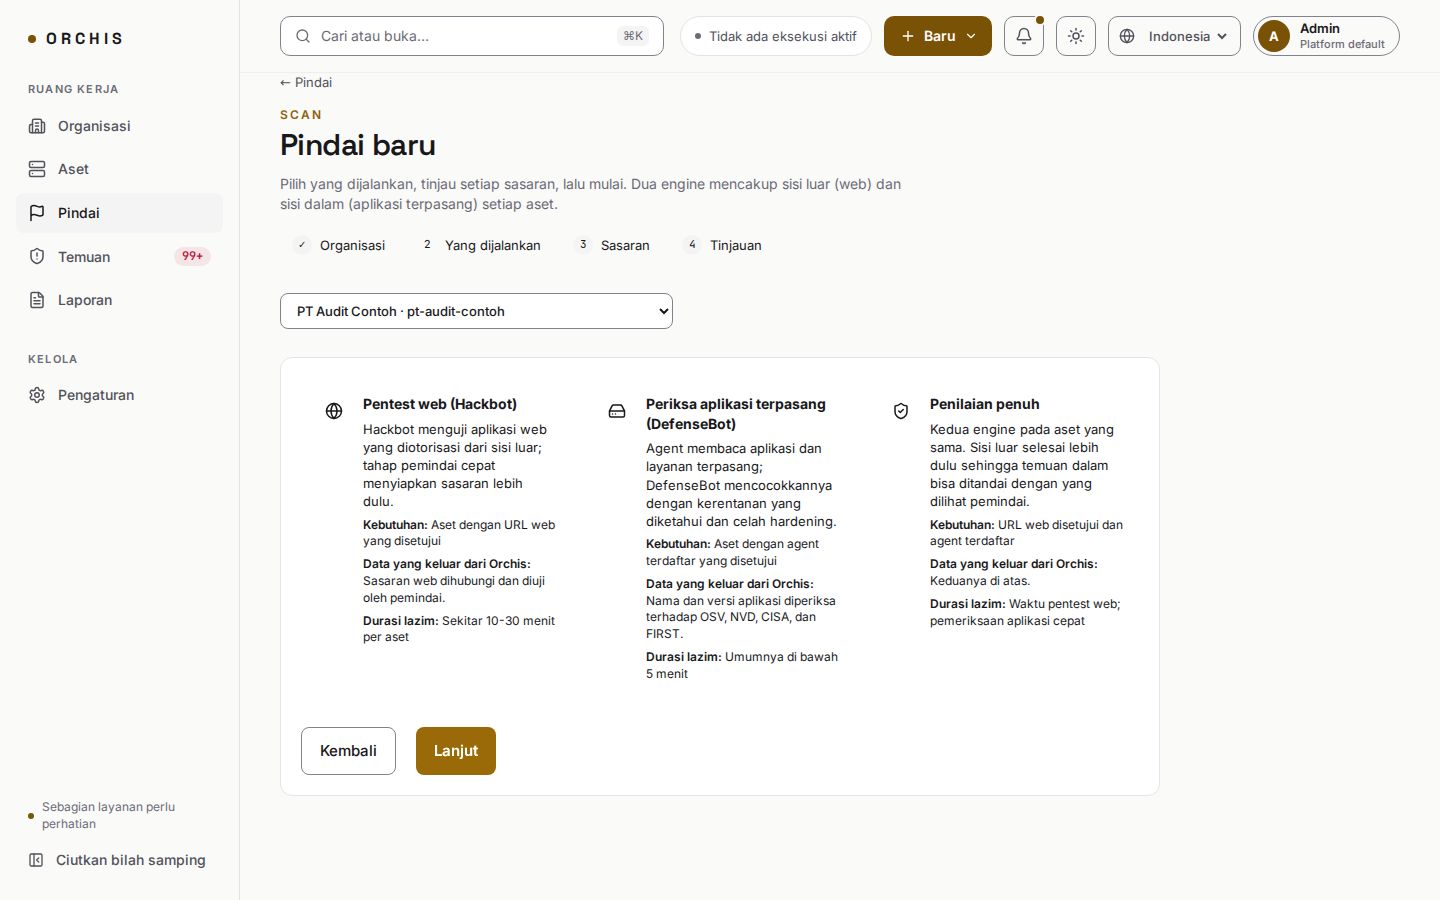 ORCHIS
Cari atau buka...
⌘K
Tidak ada eksekusi aktif
Baru
Indonesia
A
Admin
Platform default
RUANG KERJA
Organisasi
Aset
Pindai
Temuan
99+
Laporan
KELOLA
Pengaturan
Sebagian layanan perlu
perhatian
Ciutkan bilah samping
← Pindai
SCAN
Pindai baru
Pilih yang dijalankan, tinjau setiap sasaran, lalu mulai. Dua engine mencakup sisi luar (web) dan
sisi dalam (aplikasi terpasang) setiap aset.
✓ Organisasi
2 Yang dijalankan
3 Sasaran
4 Tinjauan
PT Audit Contoh · pt-audit-contoh
Pentest web (Hackbot)
Hackbot menguji aplikasi web
yang diotorisasi dari sisi luar;
tahap pemindai cepat
menyiapkan sasaran lebih
dulu.
Kebutuhan: Aset dengan URL web
yang disetujui
Data yang keluar dari Orchis:
Sasaran web dihubungi dan diuji
oleh pemindai.
Durasi lazim: Sekitar 10-30 menit
per aset
Periksa aplikasi terpasang
(DefenseBot)
Agent membaca aplikasi dan
layanan terpasang;
DefenseBot mencocokkannya
dengan kerentanan yang
diketahui dan celah hardening.
Kebutuhan: Aset dengan agent
terdaftar yang disetujui
Data yang keluar dari Orchis:
Nama dan versi aplikasi diperiksa
terhadap OSV, NVD, CISA, dan
FIRST.
Durasi lazim: Umumnya di bawah
5 menit
Penilaian penuh
Kedua engine pada aset yang
sama. Sisi luar selesai lebih
dulu sehingga temuan dalam
bisa ditandai dengan yang
dilihat pemindai.
Kebutuhan: URL web disetujui dan
agent terdaftar
Data yang keluar dari Orchis:
Keduanya di atas.
Durasi lazim: Waktu pentest web;
pemeriksaan aplikasi cepat
Kembali
Lanjut